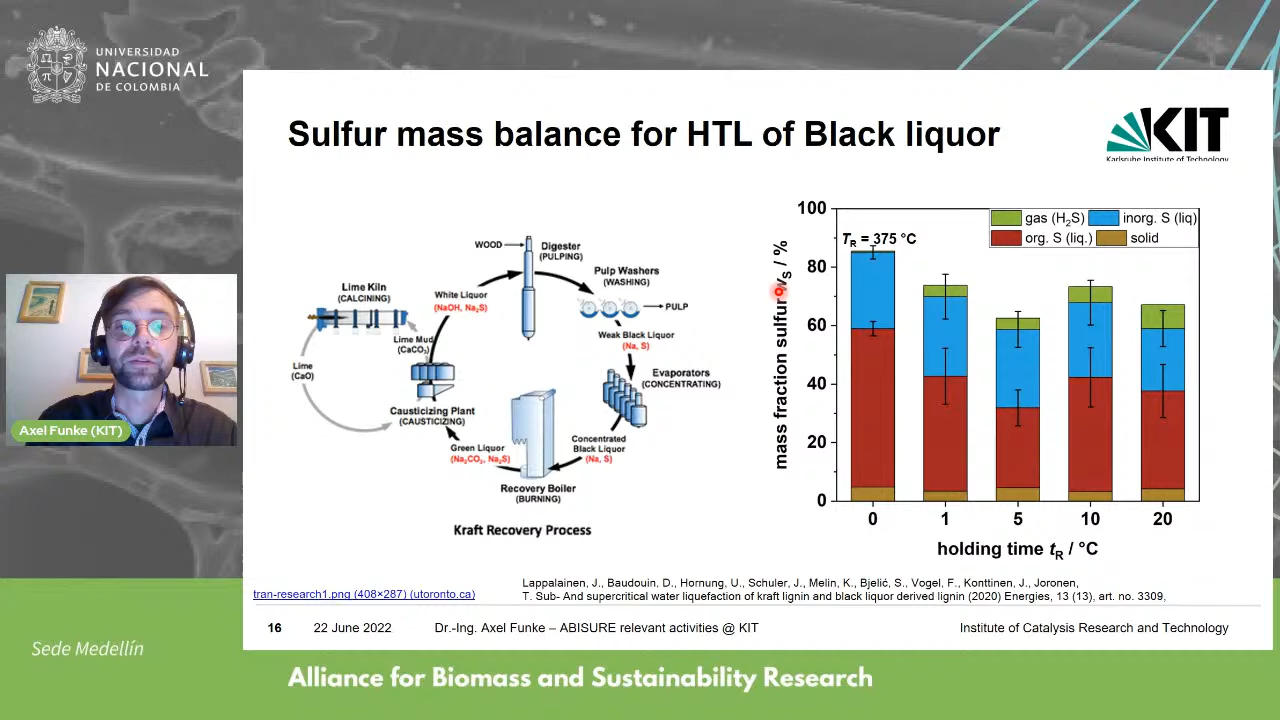 UNIVERSIDAD
NACIONAL
DE COLOMBIA
Sulfur mass balance for HTL of Black liquor
KIT
Karlsruhe Institute of Technology
WOOD
Digester
(PULPING)
Pulp Washers
(WASHING)
PULP
Weak Black Liquor
(Na, S)
Evaporators
(CONCENTRATING)
Concentrated
Black Liquor
(Na, S)
Recovery Boiler
(BURNING)
Green Liquor
(Na₂CO₃, Na₂S)
Causticizing Plant
(CAUSTICIZING)
Lime Mud
(CaCO₃)
White Liquor
(NaOH, Na₂S)
Lime Kiln
(CALCINING)
Lime
(CaO)
Kraft Recovery Process
100
80
60
40
20
0
mass fraction sulfur wS / %
TR = 375 °C
gas (H₂S) inorg. S (liq)
org. S (liq.) solid
0 1 5 10 20
holding time tR / °C
Axel Funke (KIT)
tran-research1.png (408×287) (utoronto.ca)
Lappalainen, J., Baudouin, D., Hornung, U., Schuler, J., Melin, K., Bjelić, S., Vogel, F., Konttinen, J., Joronen,
T. Sub- And supercritical water liquefaction of kraft lignin and black liquor derived lignin (2020) Energies, 13 (13), art. no. 3309,
16 22 June 2022 Dr.-Ing. Axel Funke – ABISURE relevant activities @ KIT Institute of Catalysis Research and Technology
Sede Medellín
Alliance for Biomass and Sustainability Research